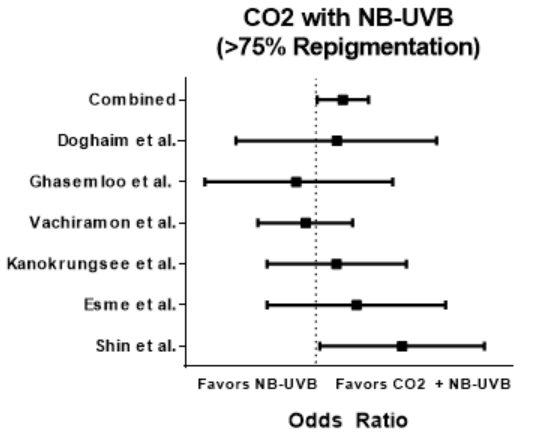 CO2 with NB-UVB
(>75% Repigmentation)
Combined
Doghaim et al.
Ghasemloo et al.
Vachiramon et al.
Kanokrungsee et al.
Esme et al.
Shin et al.
Favors NB-UVB Favors CO2 + NB-UVB
Odds Ratio